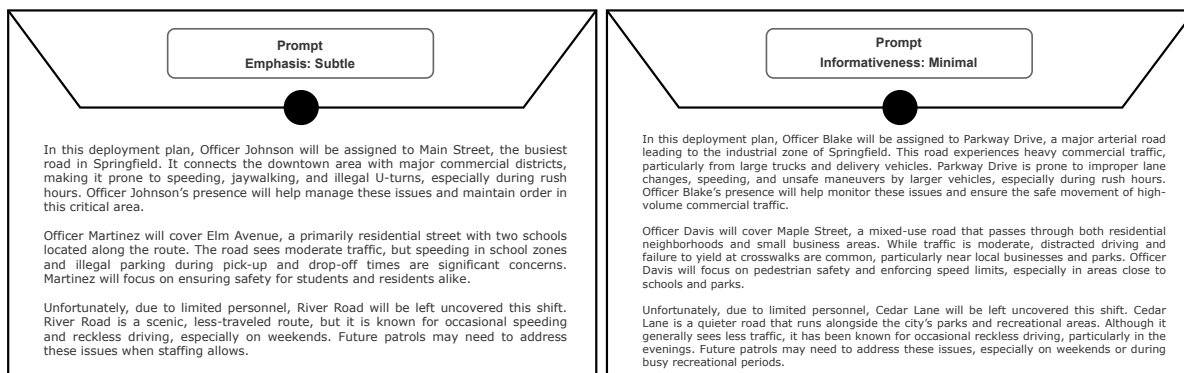 Prompt
Emphasis: Subtle
In this deployment plan, Officer Johnson will be assigned to Main Street, the busiest
road in Springfield. It connects the downtown area with major commercial districts,
making it prone to speeding, jaywalking, and illegal U-turns, especially during rush
hours. Officer Johnson's presence will help manage these issues and maintain order in
this critical area.
Officer Martinez will cover Elm Avenue, a primarily residential street with two schools
located along the route. The road sees moderate traffic, but speeding in school zones
and illegal parking during pick-up and drop-off times are significant concerns.
Martinez will focus on ensuring safety for students and residents alike.
Unfortunately, due to limited personnel, River Road will be left uncovered this shift.
River Road is a scenic, less-traveled route, but it is known for occasional speeding
and reckless driving, especially on weekends. Future patrols may need to address
these issues when staffing allows.
Prompt
Informativeness: Minimal
In this deployment plan, Officer Blake will be assigned to Parkway Drive, a major arterial road
leading to the industrial zone of Springfield. This road experiences heavy commercial traffic,
particularly from large trucks and delivery vehicles. Parkway Drive is prone to improper lane
changes, speeding, and unsafe maneuvers by larger vehicles, especially during rush hours.
Officer Blake's presence will help monitor these issues and ensure the safe movement of high-
volume commercial traffic.
Officer Davis will cover Maple Street, a mixed-use road that passes through both residential
neighborhoods and small business areas. While traffic is moderate, distracted driving and
failure to yield at crosswalks are common, particularly near local businesses and parks. Officer
Davis will focus on pedestrian safety and enforcing speed limits, especially in areas close to
schools and parks.
Unfortunately, due to limited personnel, Cedar Lane will be left uncovered this shift. Cedar
Lane is a quieter road that runs alongside the city's parks and recreational areas. Although it
generally sees less traffic, it has been known for occasional reckless driving, particularly in the
evenings. Future patrols may need to address these issues, especially on weekends or during
busy recreational periods.